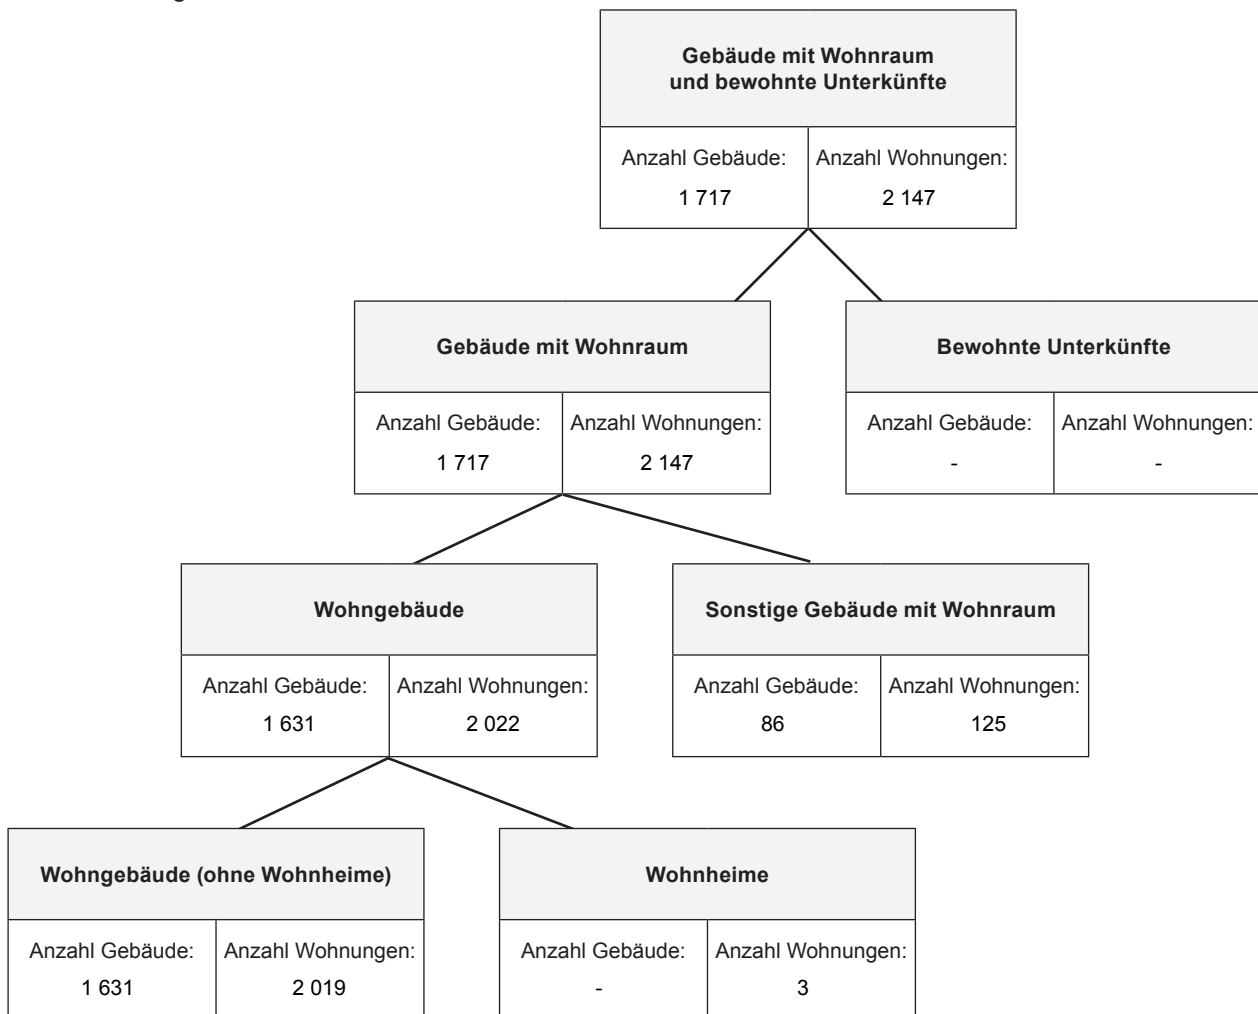 Gebäude mit Wohnraum
und bewohnte Unterkünfte
Anzahl Gebäude: Anzahl Wohnungen:
1 717 2 147
Gebäude mit Wohnraum Bewohnte Unterkünfte
Anzahl Gebäude: Anzahl Wohnungen: Anzahl Gebäude: Anzahl Wohnungen:
1 717 2 147 - -
Wohngebäude Sonstige Gebäude mit Wohnraum
Anzahl Gebäude: Anzahl Wohnungen: Anzahl Gebäude: Anzahl Wohnungen:
1 631 2 022 86 125
Wohngebäude (ohne Wohnheime) Wohnheime
Anzahl Gebäude: Anzahl Wohnungen: Anzahl Gebäude: Anzahl Wohnungen:
1 631 2 019 - 3